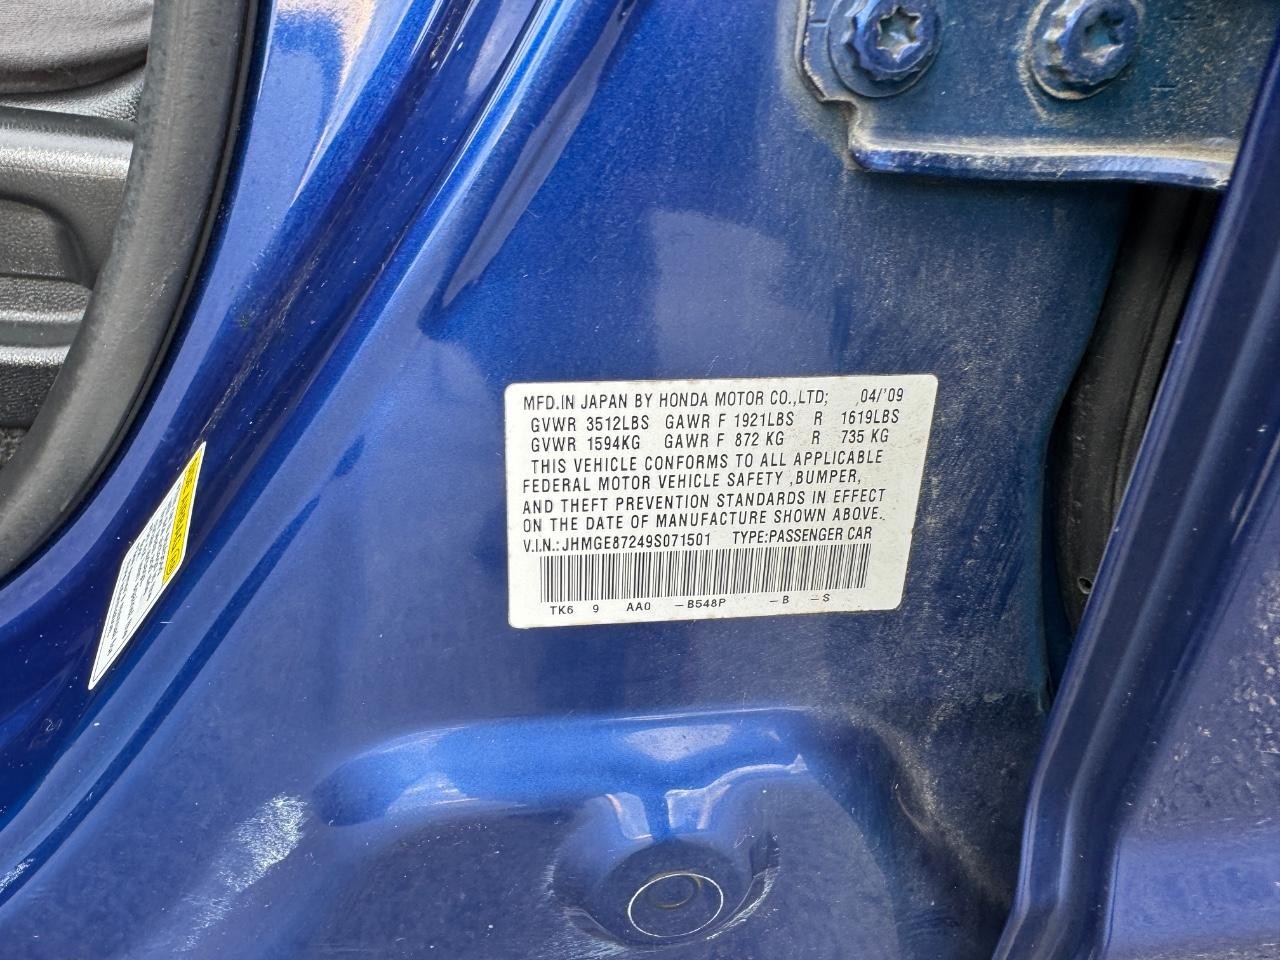 MFD.IN JAPAN BY HONDA MOTOR CO.,LTD; 04/'09
GVWR 3512LBS GAWR F 1921LBS R 1619LBS
GVWR 1594KG GAWR F 872 KG R 735 KG
THIS VEHICLE CONFORMS TO ALL APPLICABLE
FEDERAL MOTOR VEHICLE SAFETY ,BUMPER,
AND THEFT PREVENTION STANDARDS IN EFFECT
ON THE DATE OF MANUFACTURE SHOWN ABOVE.
V.I.N.:JHMGE87249S071501 TYPE:PASSENGER CAR
TK6 9 AA0 -B548P -B -S